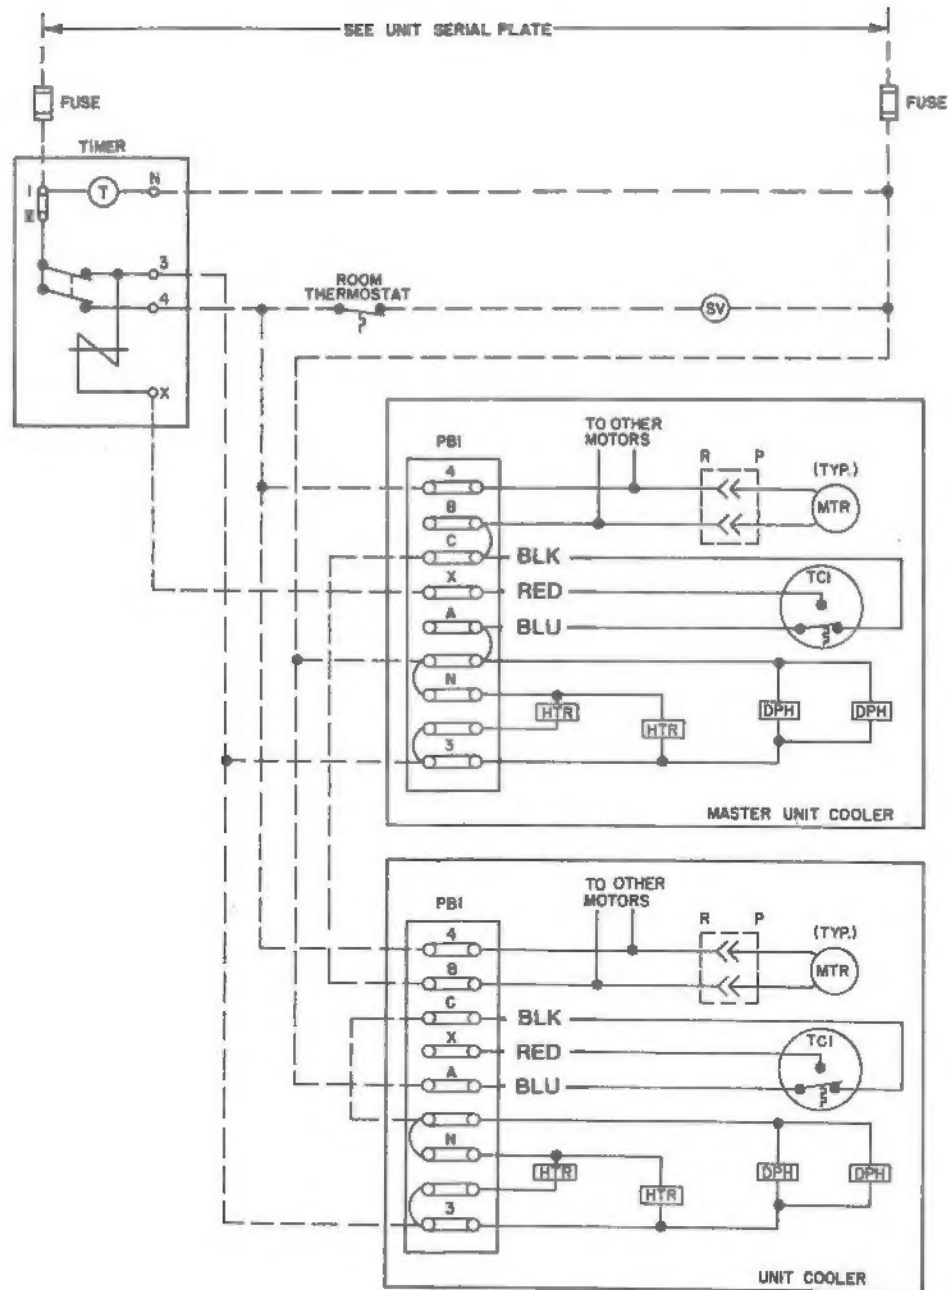 SEE UNIT SERIAL PLATE
FUSE
FUSE
TIMER
1
T
N
3
4
X
ROOM
THERMOSTAT
SV
PB1
TO OTHER
MOTORS
R P
(TYP.)
MTR
4
B
C
X
A
N
3
BLK
RED
BLU
TC1
HTR
HTR
DPH
DPH
MASTER UNIT COOLER
PB1
TO OTHER
MOTORS
R P
(TYP.)
MTR
4
B
C
X
A
N
3
BLK
RED
BLU
TC1
HTR
HTR
DPH
DPH
UNIT COOLER